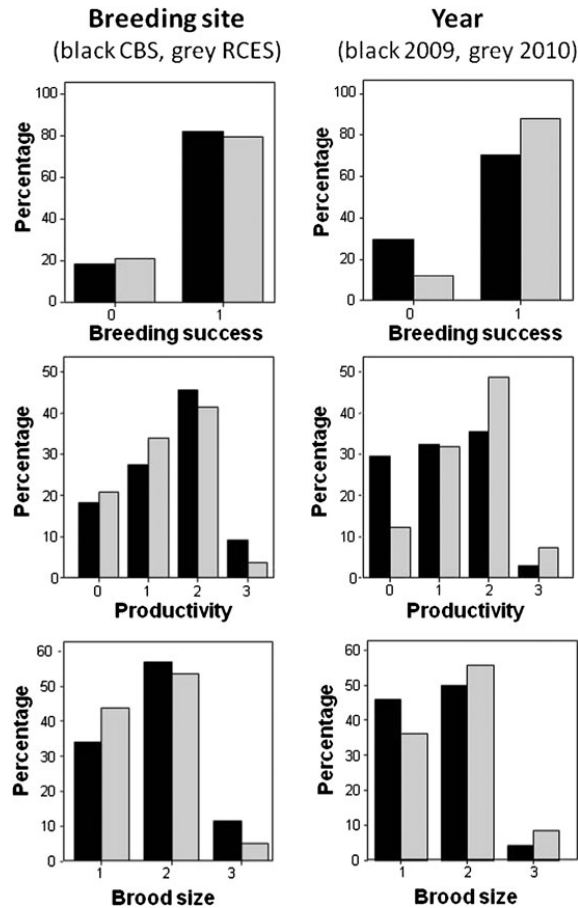 Breeding site
(black CBS, grey RCES)
Year
(black 2009, grey 2010)
Percentage
100
80
60
40
20
0
0 1
Breeding success
Percentage
100
80
60
40
20
0
0 1
Breeding success
Percentage
50
40
30
20
10
0
0 1 2 3
Productivity
Percentage
50
40
30
20
10
0
0 1 2 3
Productivity
Percentage
60
50
40
30
20
10
0
1 2 3
Brood size
Percentage
60
50
40
30
20
10
0
1 2 3
Brood size